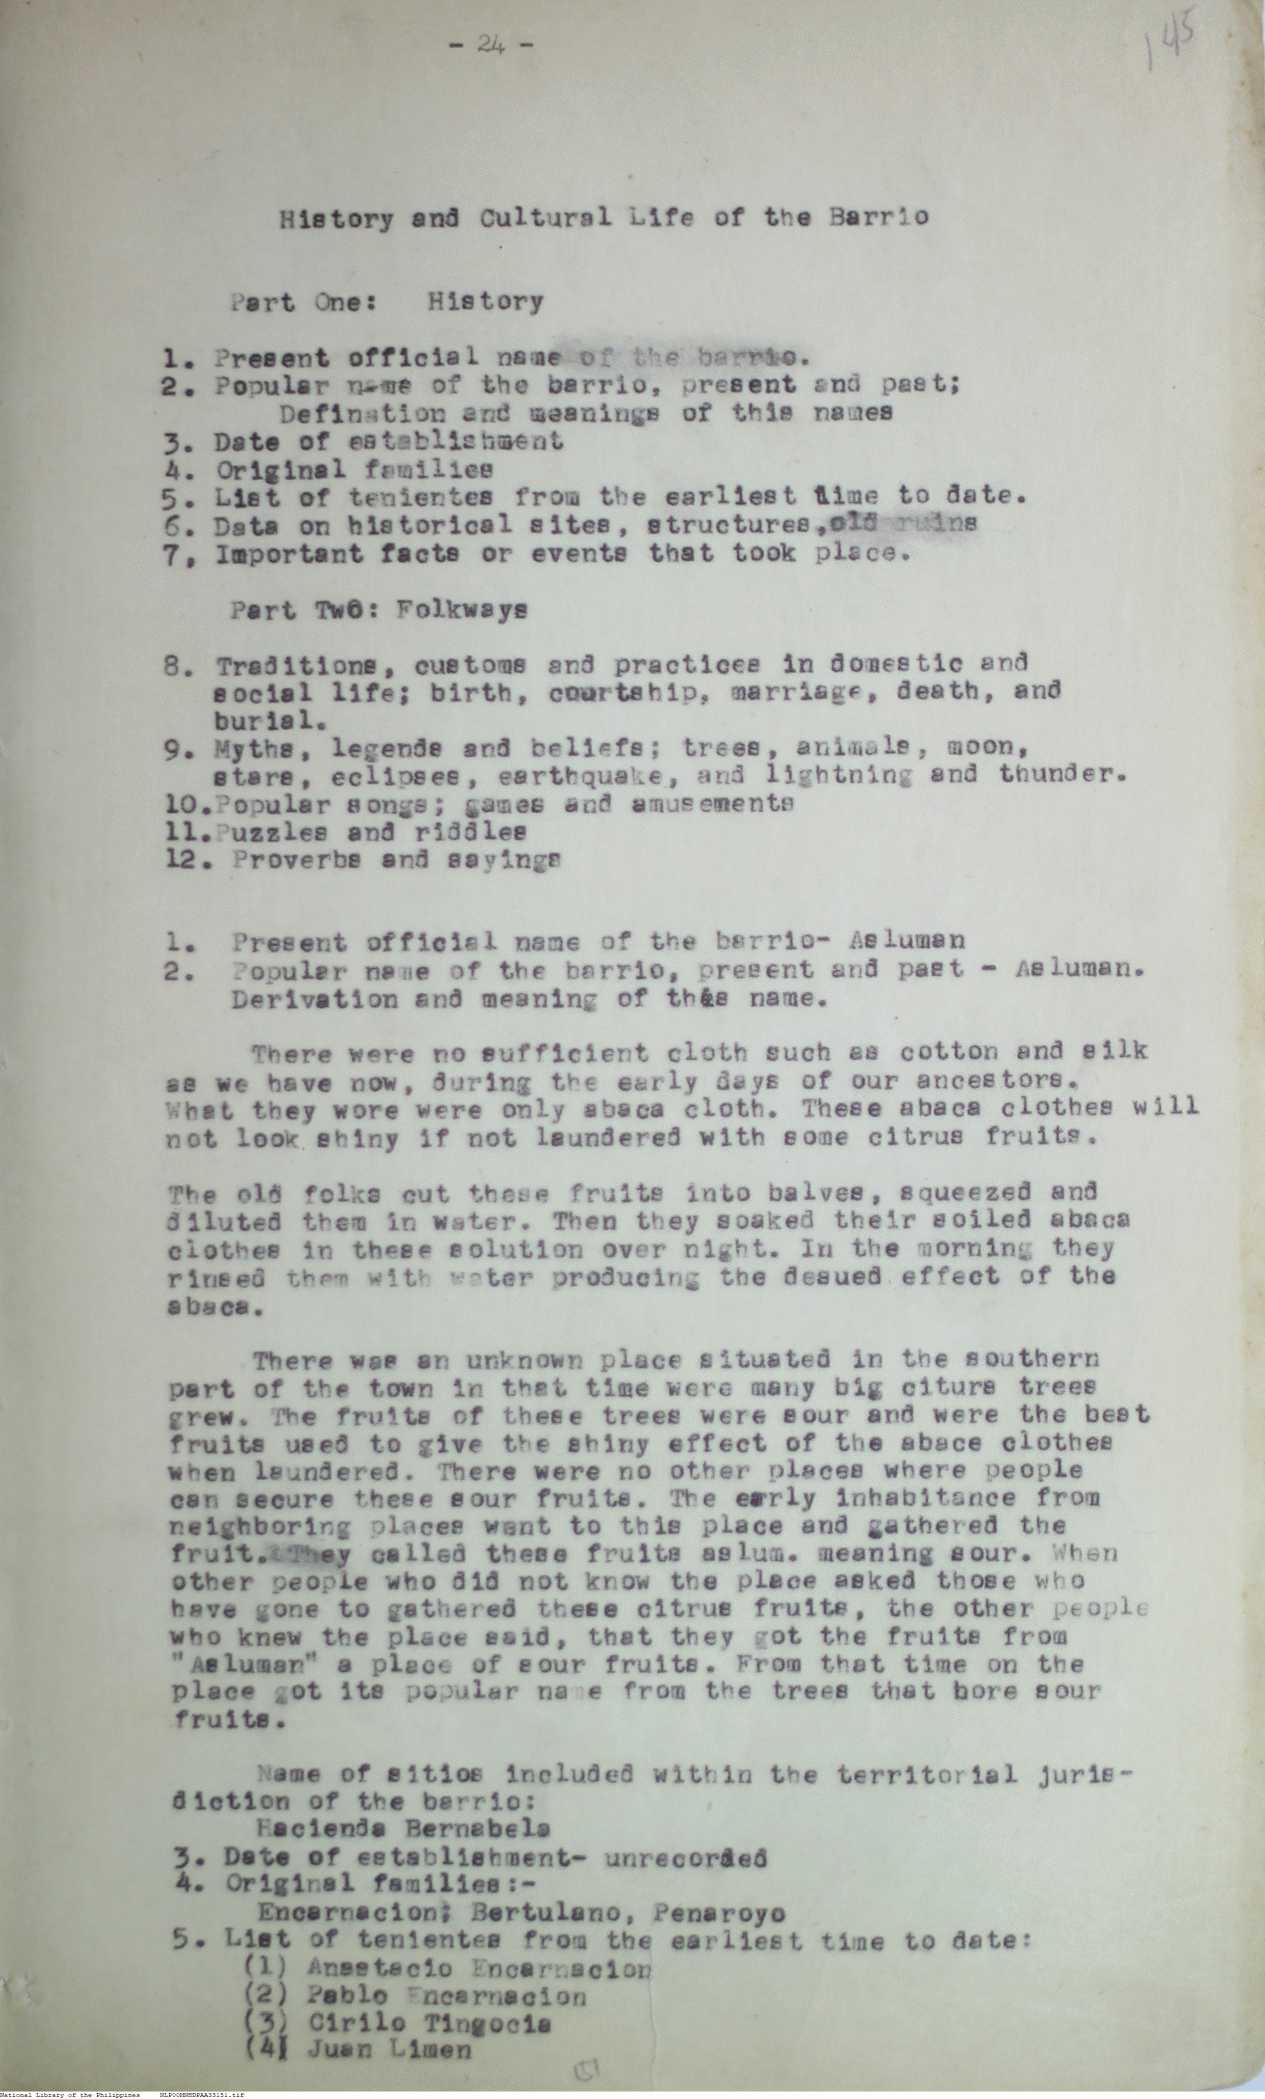 - 24 -
145
History and Cultural Life of the Barrio
Part One: History
1. Present official name of the barrio.
2. Popular name of the barrio, present and past;
Defination and meanings of this names
3. Date of establishment
4. Original families
5. List of tenientes from the earliest time to date.
6. Data on historical sites, structures, old ruins
7, Important facts or events that took place.
Part Two: Folkways
8. Traditions, customs and practices in domestic and
social life; birth, courtship, marriage, death, and
burial.
9. Myths, legends and beliefs; trees, animals, moon,
stars, eclipses, earthquake, and lightning and thunder.
10.Popular songs; games and amusements
11.Puzzles and riddles
12. Proverbs and sayings
1. Present official name of the barrio- Asluman
2. Popular name of the barrio, present and past - Asluman.
Derivation and meaning of this name.
There were no sufficient cloth such as cotton and silk
as we have now, during the early days of our ancestors.
What they wore were only abaca cloth. These abaca clothes will
not look shiny if not laundered with some citrus fruits.
The old folks cut these fruits into balves, squeezed and
diluted them in water. Then they soaked their soiled abaca
clothes in these solution over night. In the morning they
rinsed them with water producing the desued effect of the
abaca.
There was an unknown place situated in the southern
part of the town in that time were many big citurs trees
grew. The fruits of these trees were sour and were the best
fruits used to give the shiny effect of the abace clothes
when laundered. There were no other places where people
can secure these sour fruits. The early inhabitance from
neighboring places want to this place and gathered the
fruit. They called these fruits aslum. meaning sour. When
other people who did not know the place asked those who
have gone to gathered these citrus fruits, the other people
who knew the place said, that they got the fruits from
"Asluman" a place of sour fruits. From that time on the
place got its popular name from the trees that bore sour
fruits.
Name of sitios included within the territorial juris-
diction of the barrio:
Hacienda Bernabela
3. Date of establishment- unrecorded
4. Original families:-
Encarnacion; Bertulano, Penaroyo
5. List of tenientes from the earliest time to date:
(1) Anastacio Encarnacion
(2) Pablo Encarnacion
(3) Cirilo Tingocia
(4) Juan Limen
National Library of the Philippines NLPOOMNHDPAA33151.tif